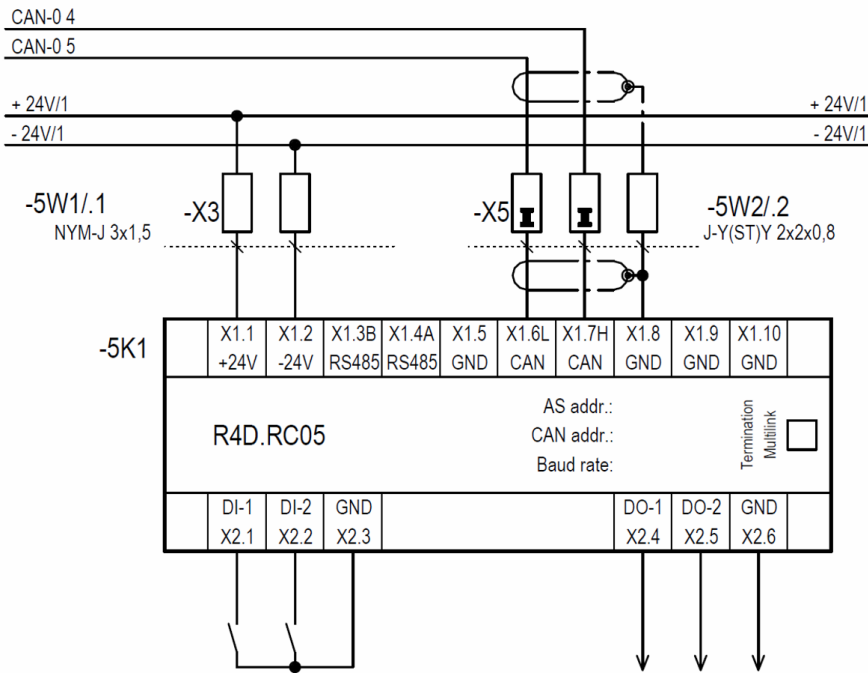 CAN-0 4
CAN-0 5
+ 24V/1 + 24V/1
- 24V/1 - 24V/1
-5W1/.1 -X3 -X5 -5W2/.2
NYM-J 3x1,5 J-Y(ST)Y 2x2x0,8
-5K1
X1.1 X1.2 X1.3B X1.4A X1.5 X1.6L X1.7H X1.8 X1.9 X1.10
+24V -24V RS485 RS485 GND CAN CAN GND GND GND
R4D.RC05
AS addr.:
CAN addr.:
Baud rate:
Termination
Multilink
DI-1 DI-2 GND DO-1 DO-2 GND
X2.1 X2.2 X2.3 X2.4 X2.5 X2.6